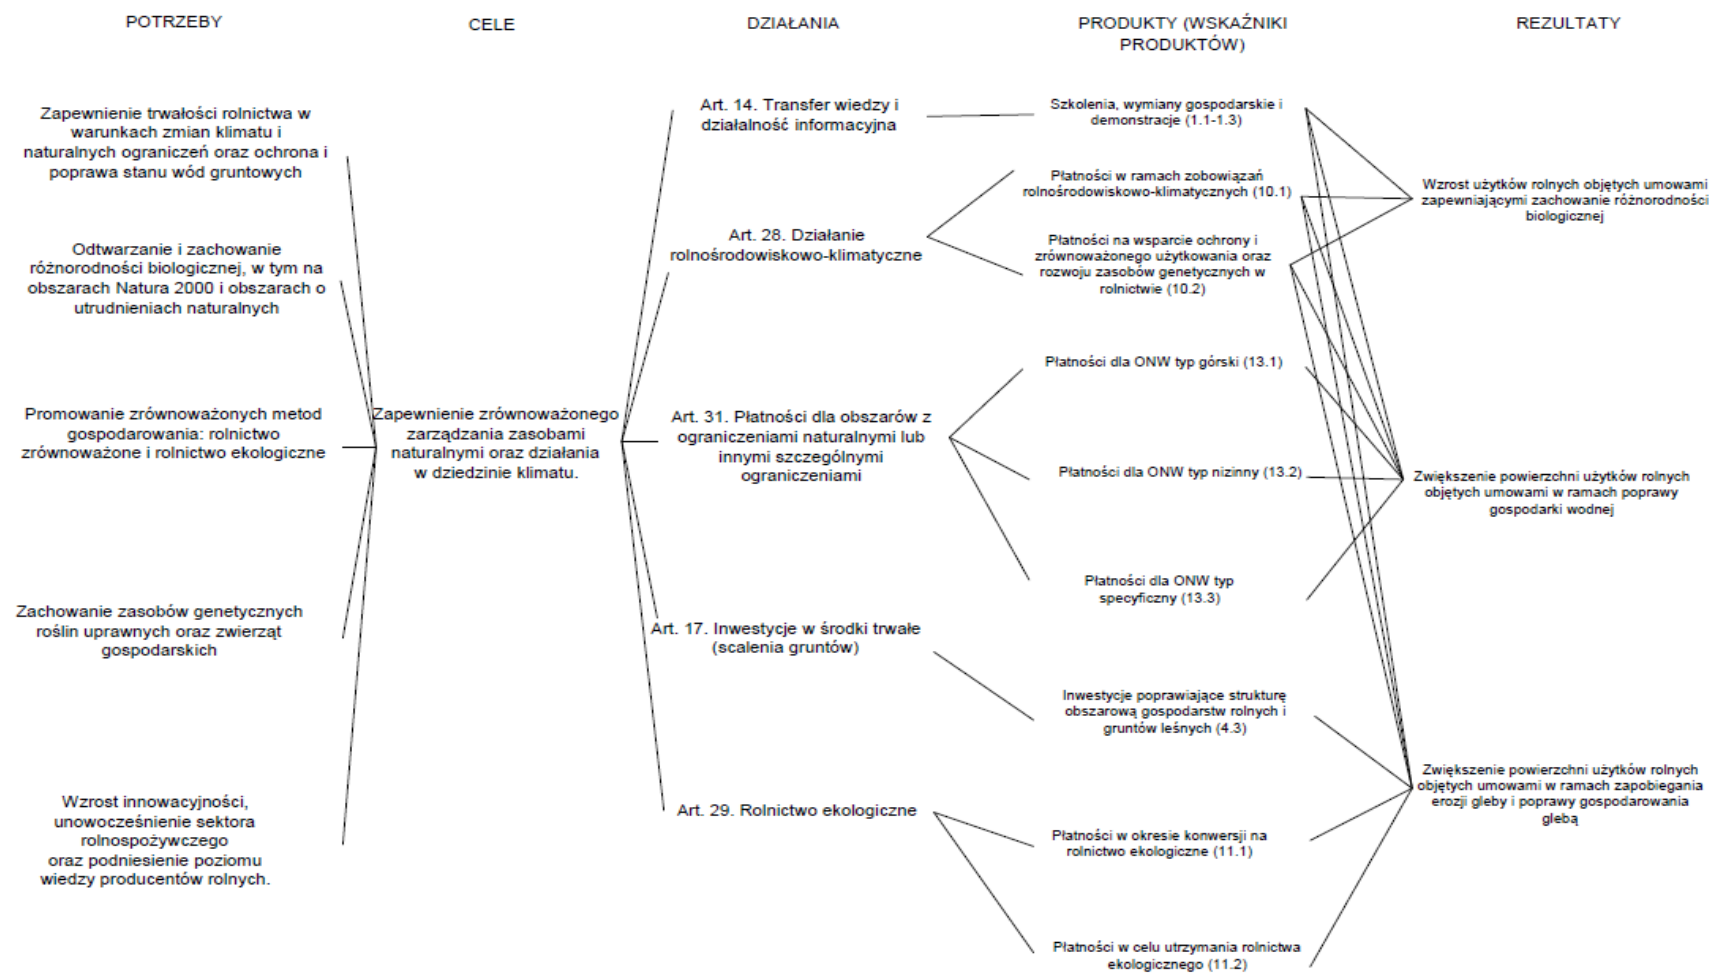 POTRZEBY
CELE
DZIAŁANIA
PRODUKTY (WSKAŹNIKI
PRODUKTÓW)
REZULTATY
Zapewnienie trwałości rolnictwa w
warunkach zmian klimatu i
naturalnych ograniczeń oraz ochrona i
poprawa stanu wód gruntowych
Odtwarzanie i zachowanie
różnorodności biologicznej, w tym na
obszarach Natura 2000 i obszarach o
utrudnieniach naturalnych
Promowanie zrównoważonych metod
gospodarowania: rolnictwo
zrównoważone i rolnictwo ekologiczne
Zachowanie zasobów genetycznych
roślin uprawnych oraz zwierząt
gospodarskich
Wzrost innowacyjności,
unowocześnienie sektora
rolnospożywczego
oraz podniesienie poziomu
wiedzy producentów rolnych.
Zapewnienie zrównoważonego
zarządzania zasobami
naturalnymi oraz działania
w dziedzinie klimatu.
Art. 14. Transfer wiedzy i
działalność informacyjna
Art. 28. Działanie
rolnośrodowiskowo-klimatyczne
Art. 31. Płatności dla obszarów z
ograniczeniami naturalnymi lub
innymi szczególnymi
ograniczeniami
Art. 17. Inwestycje w środki trwałe
(scalenia gruntów)
Art. 29. Rolnictwo ekologiczne
Szkolenia, wymiany gospodarskie i
demonstracje (1.1-1.3)
Płatności w ramach zobowiązań
rolnośrodowiskowo-klimatycznych (10.1)
Płatności na wsparcie ochrony i
zrównoważonego użytkowania oraz
rozwoju zasobów genetycznych w
rolnictwie (10.2)
Płatności dla ONW typ górski (13.1)
Płatności dla ONW typ nizinny (13.2)
Płatności dla ONW typ
specyficzny (13.3)
Inwestycje poprawiające strukturę
obszarową gospodarstw rolnych i
gruntów leśnych (4.3)
Płatności w okresie konwersji na
rolnictwo ekologiczne (11.1)
Płatności w celu utrzymania rolnictwa
ekologicznego (11.2)
Wzrost użytków rolnych objętych umowami
zapewniającymi zachowanie różnorodności
biologicznej
Zwiększenie powierzchni użytków rolnych
objętych umowami w ramach poprawy
gospodarki wodnej
Zwiększenie powierzchni użytków rolnych
objętych umowami w ramach zapobiegania
erozji gleby i poprawy gospodarowania
glebą